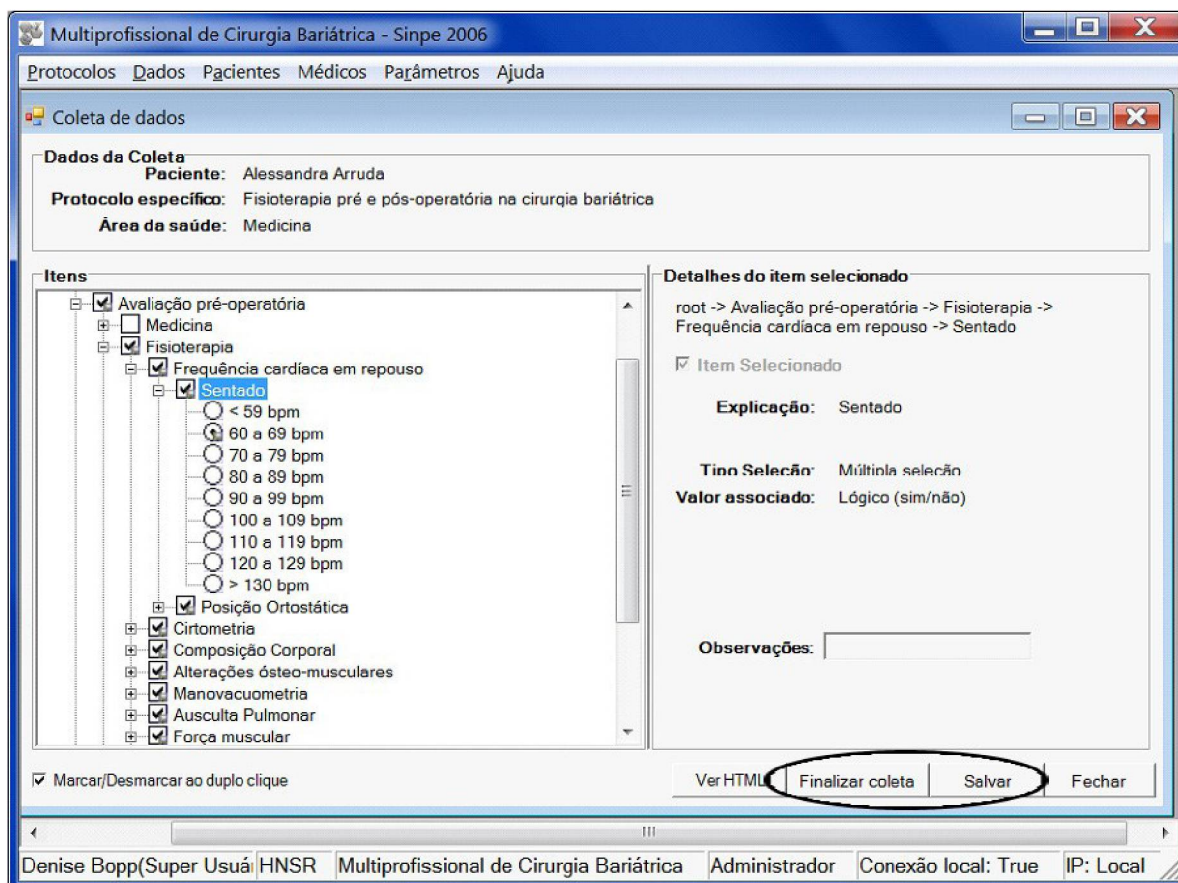 Multiprofissional de Cirurgia Bariátrica - Sinpe 2006
Protocolos Dados Pacientes Médicos Parâmetros Ajuda
Coleta de dados
Dados da Coleta
Paciente: Alessandra Arruda
Protocolo específico: Fisioterapia pré e pós-operatória na cirurgia bariátrica
Área da saúde: Medicina
Itens
Avaliação pré-operatória
Medicina
Fisioterapia
Frequência cardíaca em repouso
Sentado
< 59 bpm
60 a 69 bpm
70 a 79 bpm
80 a 89 bpm
90 a 99 bpm
100 a 109 bpm
110 a 119 bpm
120 a 129 bpm
> 130 bpm
Posição Ortostática
Cirtometria
Composição Corporal
Alterações ósteo-musculares
Manovacuometria
Ausculta Pulmonar
Força muscular
Detalhes do item selecionado
root -> Avaliação pré-operatória -> Fisioterapia ->
Frequência cardíaca em repouso -> Sentado
Item Selecionado
Explicação: Sentado
Tipo Seleção: Múltipla seleção
Valor associado: Lógico (sim/não)
Observações:
Marcar/Desmarcar ao duplo clique
Ver HTML Finalizar coleta Salvar Fechar
Denise Bopp(Super Usuá HNSR Multiprofissional de Cirurgia Bariátrica Administrador Conexão local: True IP: Local